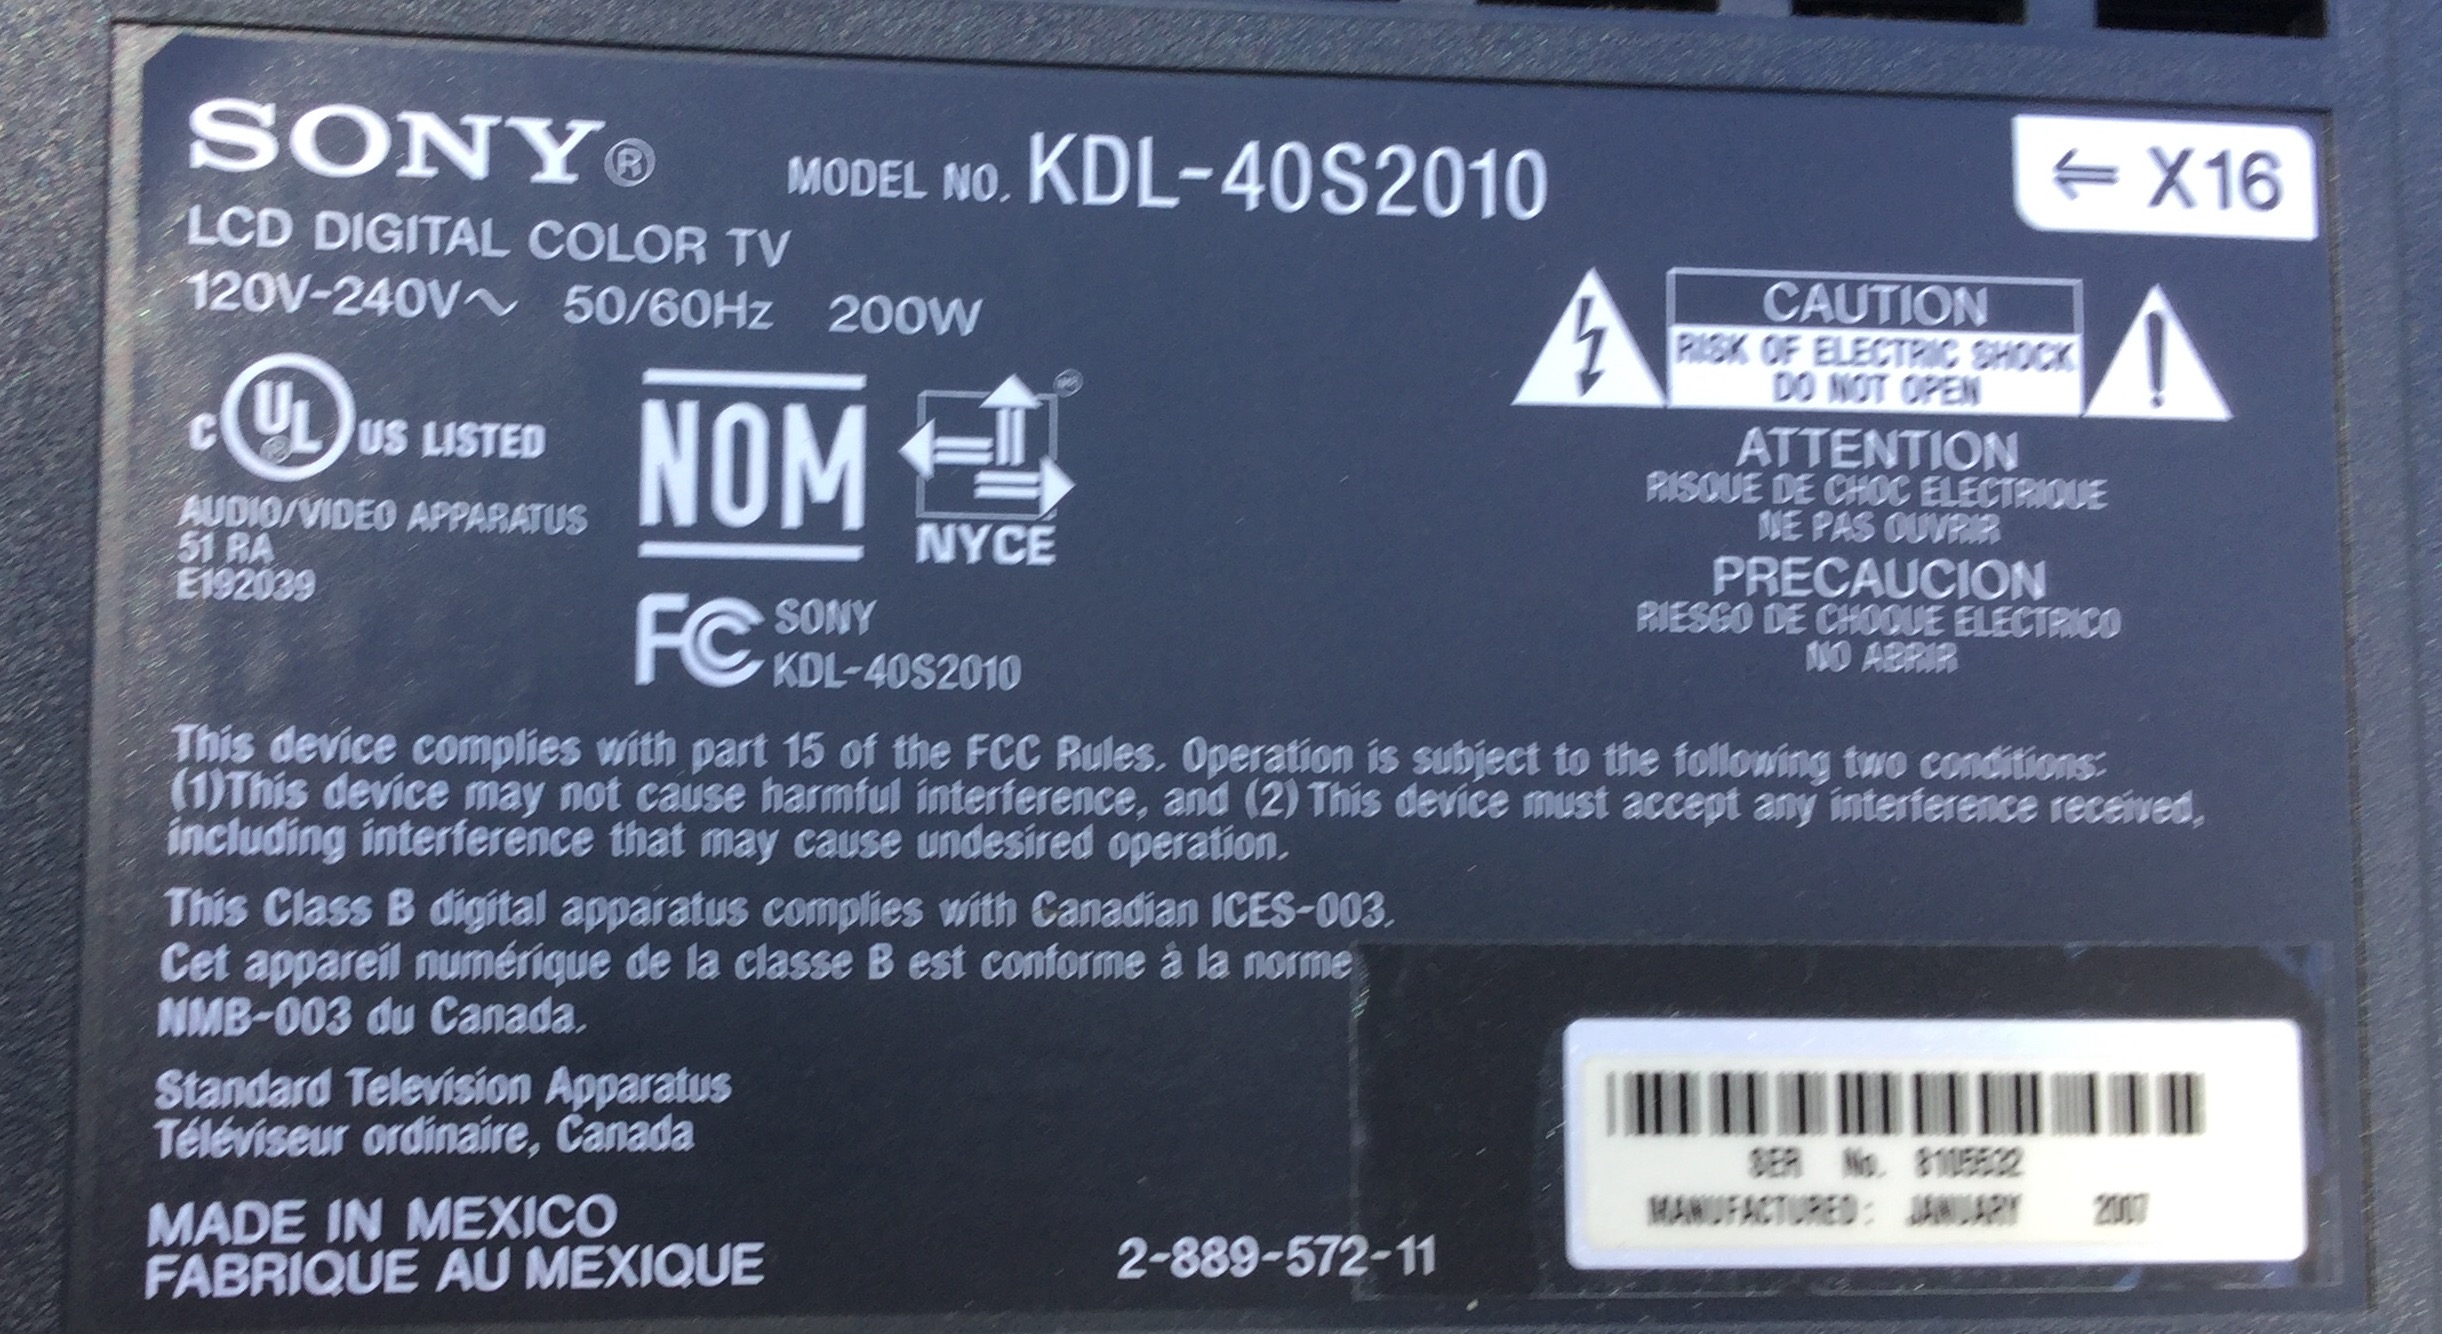 SONY®
MODEL NO. KDL-40S2010
⇐ X16
LCD DIGITAL COLOR TV
120V-240V~ 50/60Hz 200W
C UL US LISTED
AUDIO/VIDEO APPARATUS
51 RA
E192039
NOM
NYCE
FC SONY
KDL-40S2010
CAUTION
RISK OF ELECTRIC SHOCK
DO NOT OPEN
ATTENTION
RISQUE DE CHOC ELECTRIQUE
NE PAS OUVRIR
PRECAUCION
RIESGO DE CHOQUE ELECTRICO
NO ABRIR
This device complies with part 15 of the FCC Rules. Operation is subject to the following two conditions:
(1)This device may not cause harmful interference, and (2) This device must accept any interference received,
including interference that may cause undesired operation.
This Class B digital apparatus complies with Canadian ICES-003.
Cet appareil numérique de la classe B est conforme à la norme
NMB-003 du Canada.
Standard Television Apparatus
Téléviseur ordinaire, Canada
MADE IN MEXICO
FABRIQUE AU MEXIQUE
2-889-572-11
SER No. 8105532
MANUFACTURED: JANUARY 2007